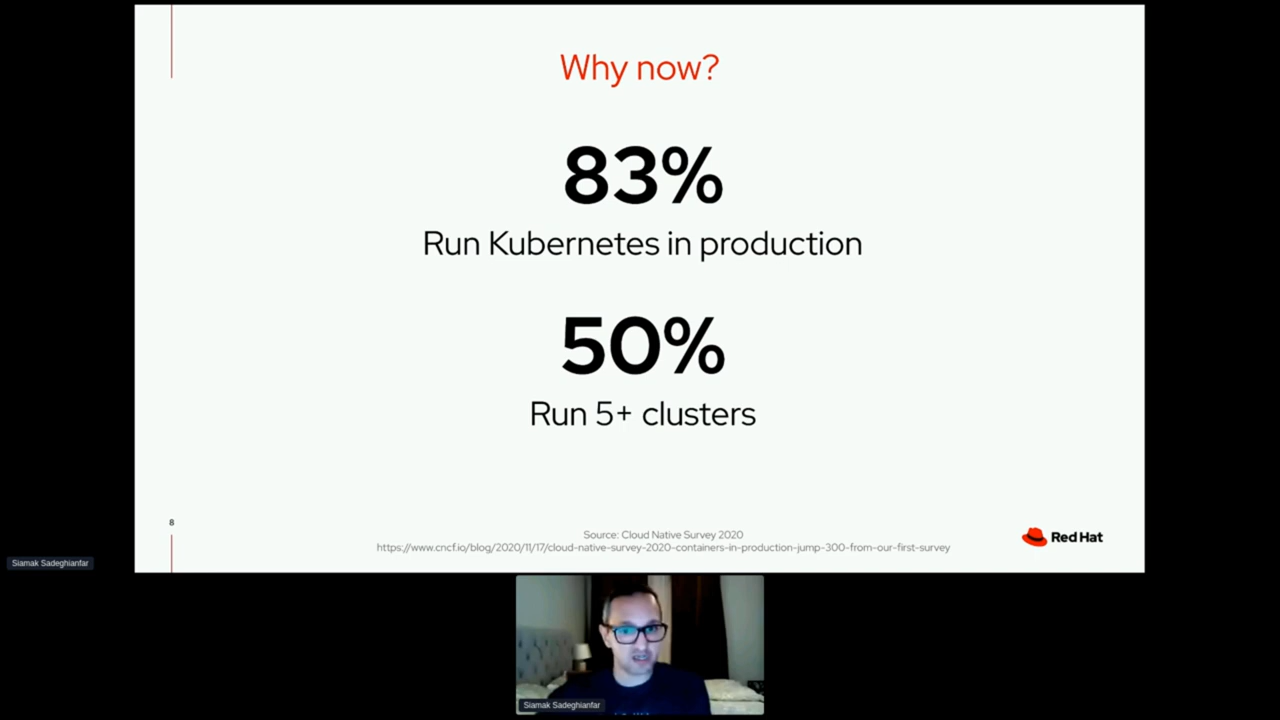 Why now?
83%
Run Kubernetes in production
50%
Run 5+ clusters
8
Source: Cloud Native Survey 2020
https://www.cncf.io/blog/2020/11/17/cloud-native-survey-2020-containers-in-production-jump-300-from-our-first-survey
Red Hat
Siamak Sadeghianfar
Siamak Sadeghianfar